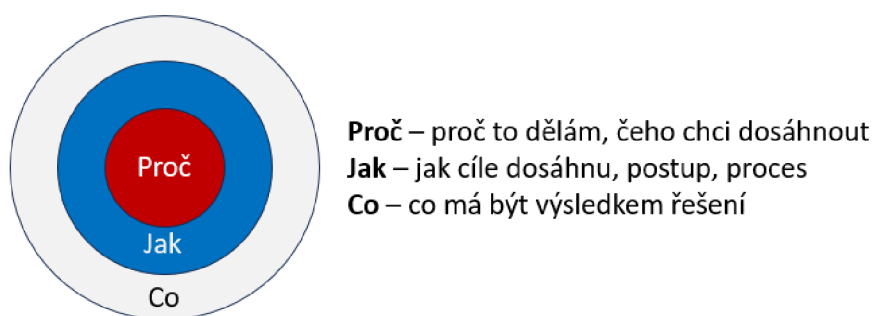 Proč
Jak
Co
Proč – proč to dělám, čeho chci dosáhnout
Jak – jak cíle dosáhnu, postup, proces
Co – co má být výsledkem řešení